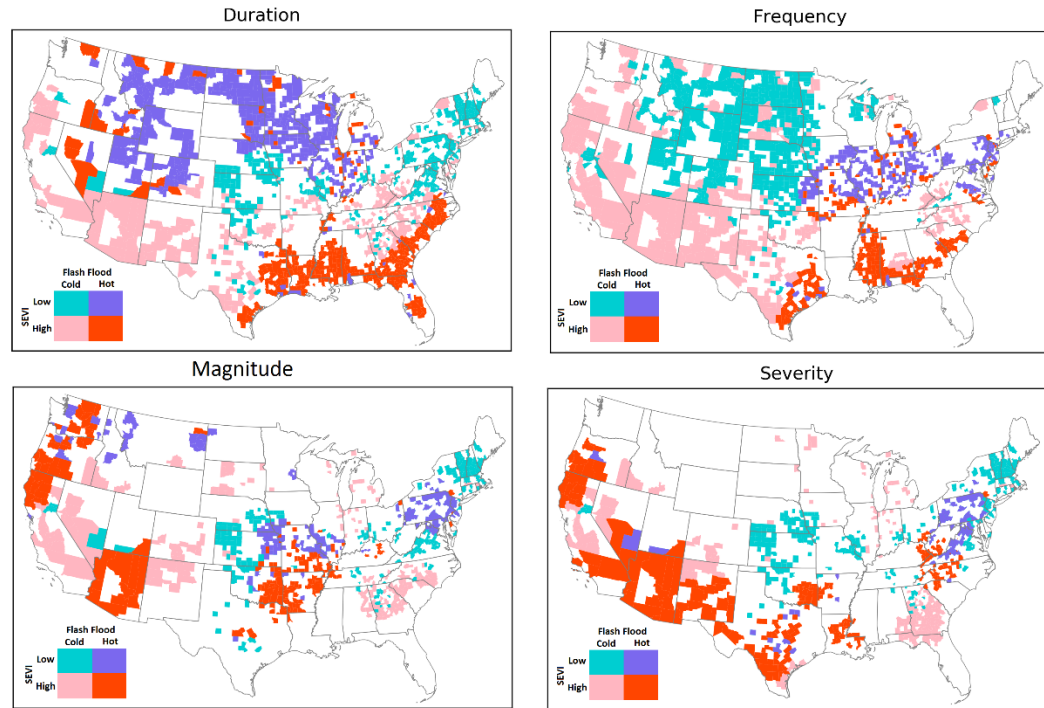 Duration
Flash Flood
Cold Hot
SEVI
Low
High
Frequency
Flash Flood
Cold Hot
SEVI
Low
High
Magnitude
Flash Flood
Cold Hot
SEVI
Low
High
Severity
Flash Flood
Cold Hot
SEVI
Low
High